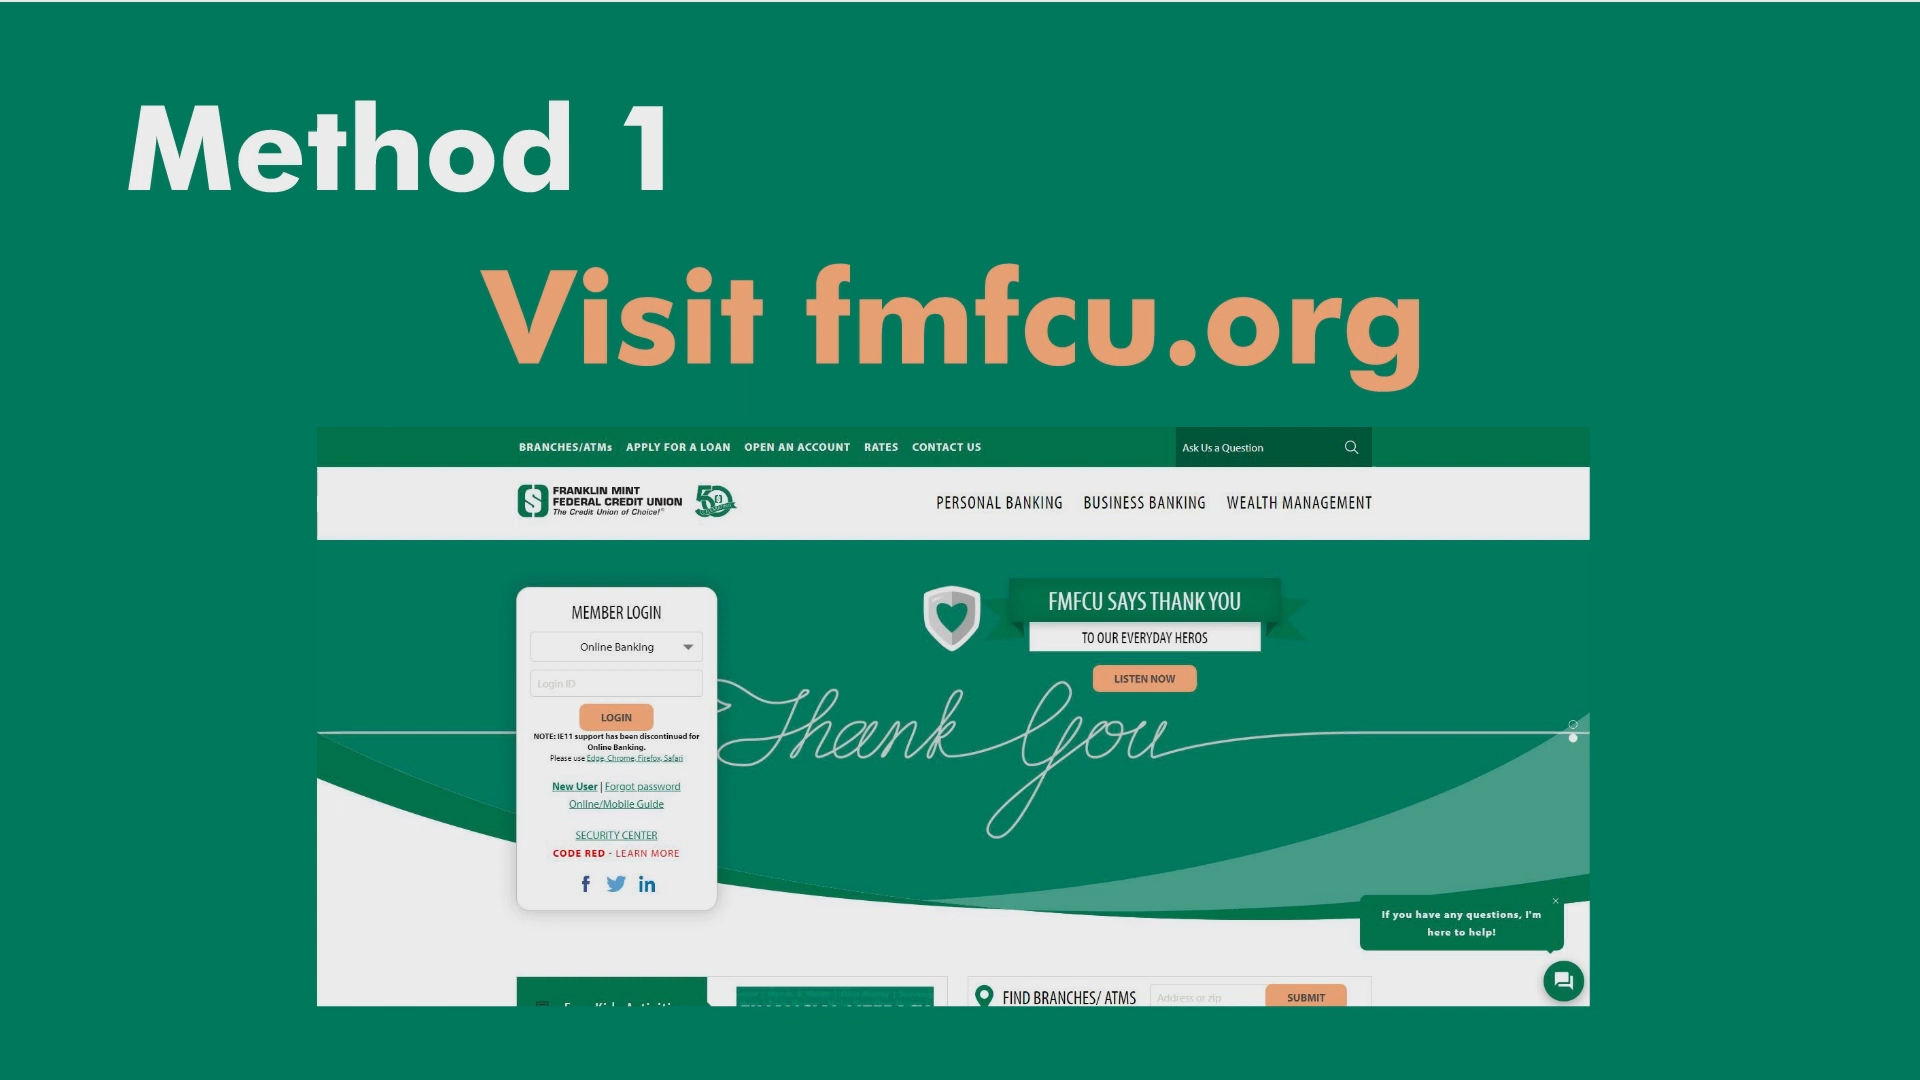 Method 1
Visit fmfcu.org
BRANCHES/ATMs APPLY FOR A LOAN OPEN AN ACCOUNT RATES CONTACT US
Ask Us a Question
FRANKLIN MINT
FEDERAL CREDIT UNION
The Credit Union of Choice!®
50
PERSONAL BANKING BUSINESS BANKING WEALTH MANAGEMENT
MEMBER LOGIN
Online Banking
Login ID
LOGIN
NOTE: IE11 support has been discontinued for
Online Banking.
Please use Edge, Chrome, Firefox, Safari
New User | Forgot password
Online/Mobile Guide
SECURITY CENTER
CODE RED - LEARN MORE
FMFCU SAYS THANK YOU
TO OUR EVERYDAY HEROS
LISTEN NOW
Thank You
If you have any questions, I'm
here to help!
FIND BRANCHES/ ATMS
Address or zip
SUBMIT